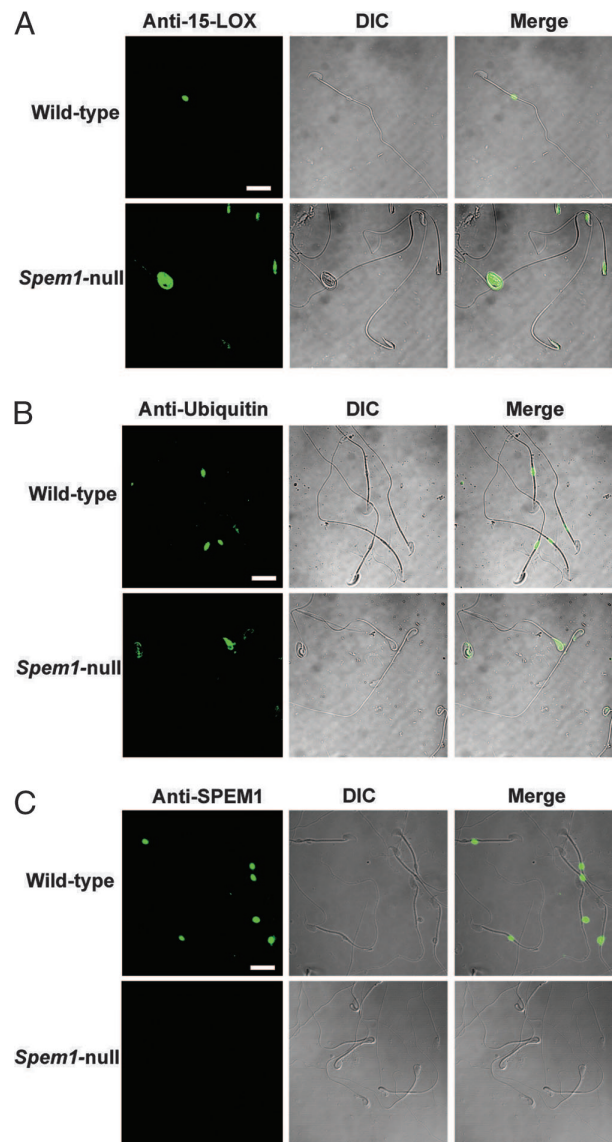 A
Anti-15-LOX DIC Merge
Wild-type
Spem1-null
B
Anti-Ubiquitin DIC Merge
Wild-type
Spem1-null
C
Anti-SPEM1 DIC Merge
Wild-type
Spem1-null